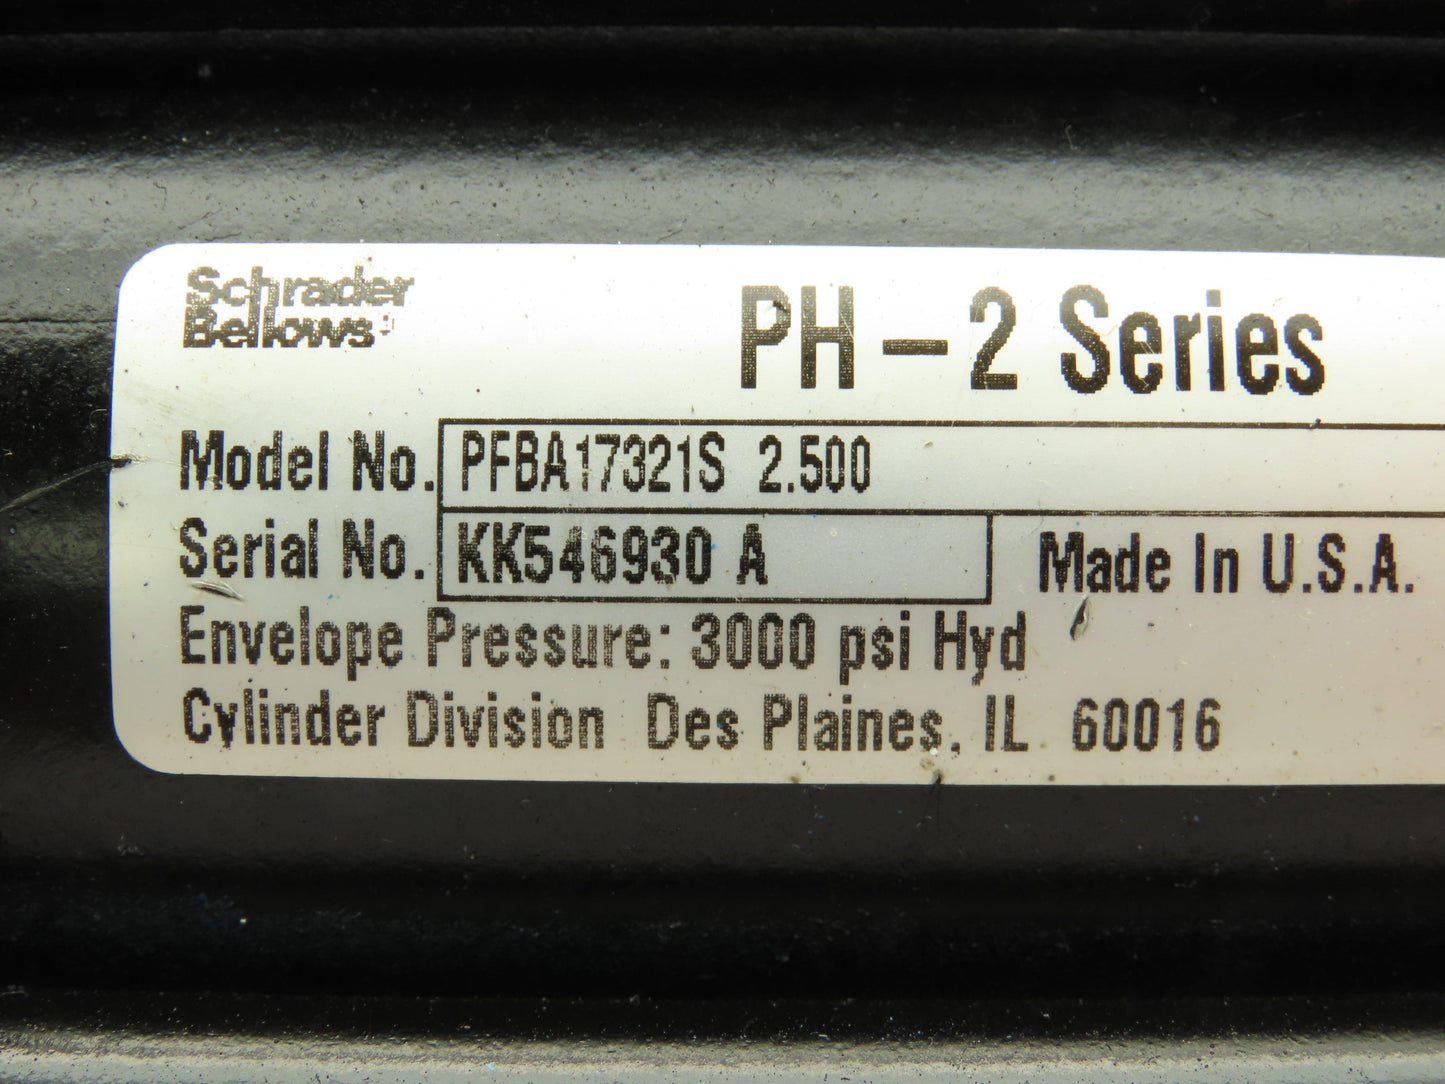 Schrader
Bellows
PH-2 Series
Model No. PFBA17321S 2.500
Serial No. KK546930 A Made In U.S.A.
Envelope Pressure: 3000 psi Hyd
Cylinder Division Des Plaines, IL 60016